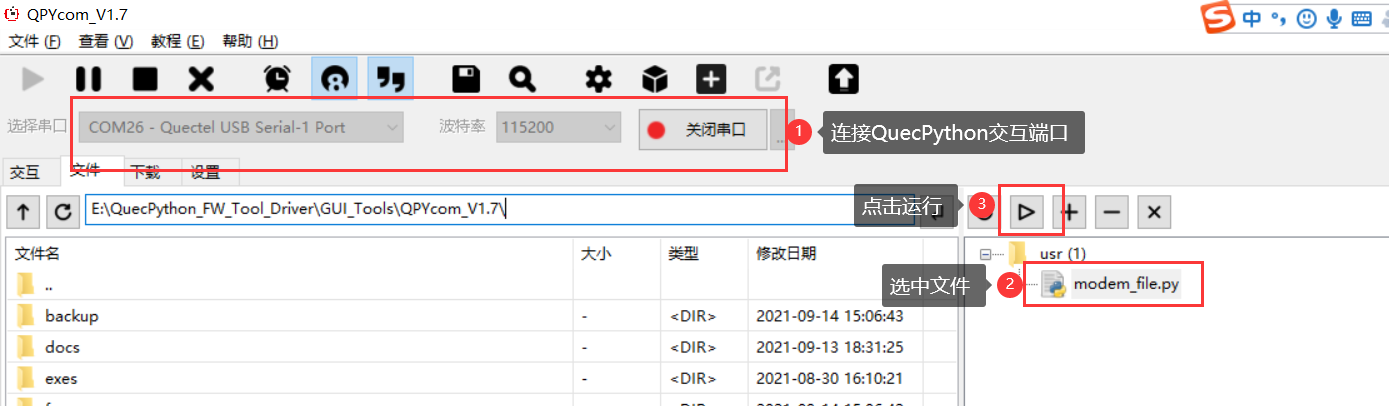 QPYcom_V1.7
中
文件 (F) 查看 (V) 教程 (E) 帮助 (H)
选择串口 COM26 - Quectel USB Serial-1 Port 波特率 115200 关闭串口 ... 1 连接QuecPython交互端口
交互 文件 下载 设置
E:\QuecPython_FW_Tool_Driver\GUI_Tools\QPYcom_V1.7\
点击运行 3
文件名 大小 类型 修改日期
usr (1)
..
选中文件 2 modem_file.py
backup - <DIR> 2021-09-14 15:06:43
docs - <DIR> 2021-09-13 18:31:25
exes - <DIR> 2021-08-30 16:10:21